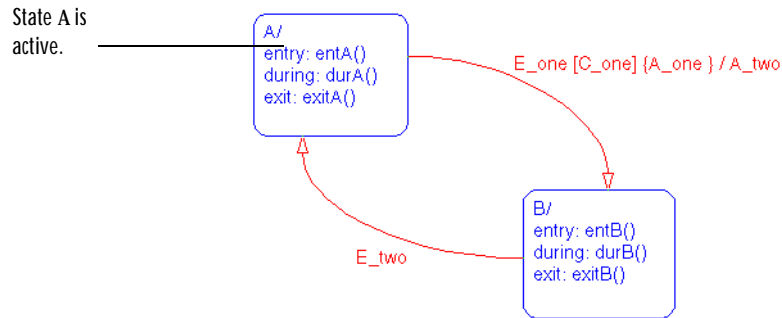 State A is
active.
A/
entry: entA()
during: durA()
exit: exitA()
E_one [C_one] {A_one } / A_two
B/
entry: entB()
during: durB()
exit: exitB()
E_two